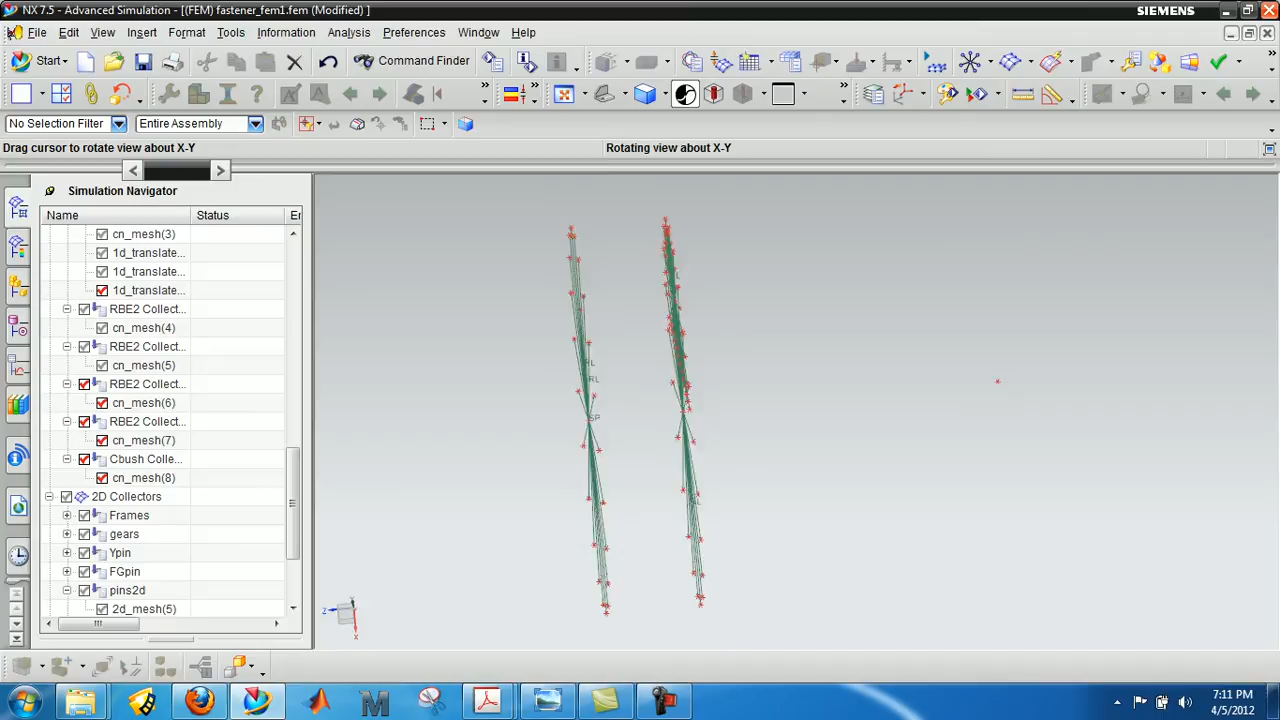 NX 7.5 - Advanced Simulation - [(FEM) fastener_fem1.fem (Modified) ]
SIEMENS
File Edit View Insert Format Tools Information Analysis Preferences Window Help
Start Command Finder
No Selection Filter Entire Assembly
Drag cursor to rotate view about X-Y
Rotating view about X-Y
Simulation Navigator
Name Status Er
cn_mesh(3)
1d_translate...
1d_translate...
1d_translate...
RBE2 Collect...
cn_mesh(4)
RBE2 Collect...
cn_mesh(5)
RBE2 Collect...
cn_mesh(6)
RBE2 Collect...
cn_mesh(7)
Cbush Colle...
cn_mesh(8)
2D Collectors
Frames
gears
Ypin
FGpin
pins2d
2d_mesh(5)
RL
SP
Z
X
7:11 PM
4/5/2012